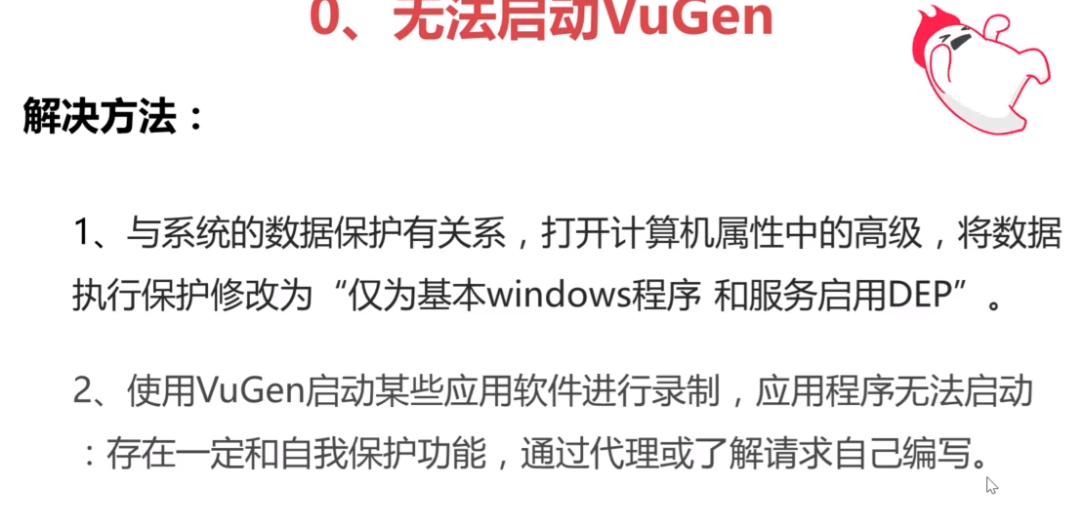 0、无法启动VuGen
解决方法：
1、与系统的数据保护有关系，打开计算机属性中的高级，将数据
执行保护修改为“仅为基本windows程序 和服务启用DEP”。
2、使用VuGen启动某些应用软件进行录制，应用程序无法启动
：存在一定和自我保护功能，通过代理或了解请求自己编写。